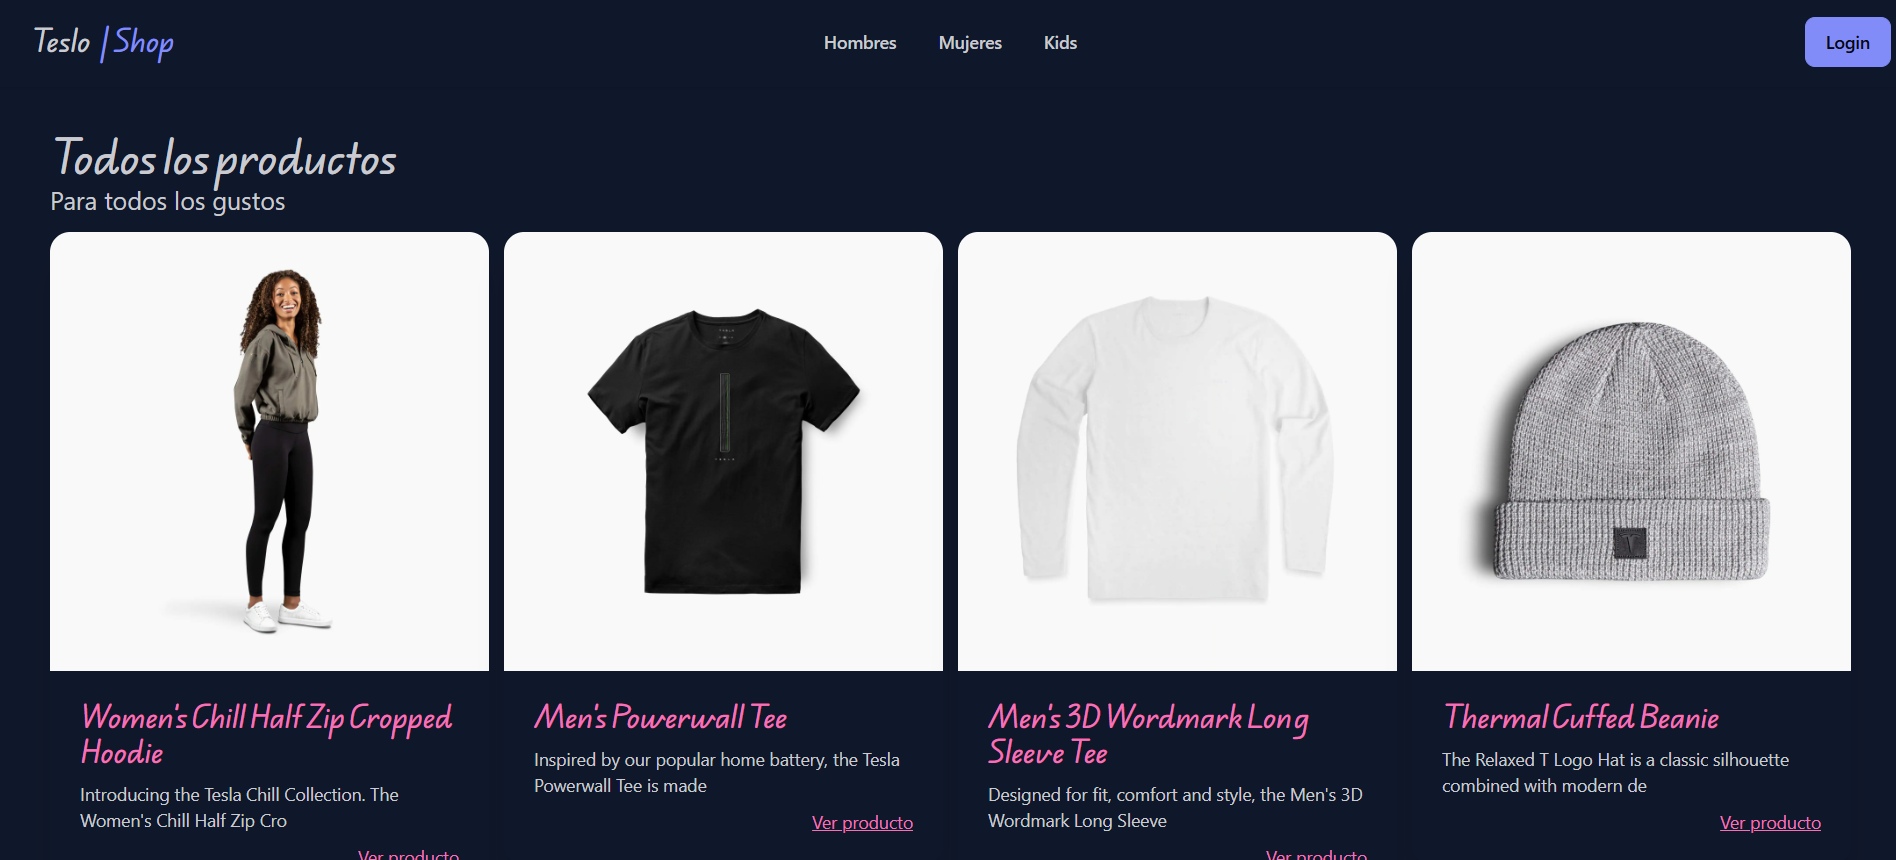 Teslo |Shop
Hombres Mujeres Kids
Login
Todos los productos
Para todos los gustos
Women's Chill Half Zip Cropped
Hoodie
Introducing the Tesla Chill Collection. The
Women's Chill Half Zip Cro
Ver producto
Men's Powerwall Tee
Inspired by our popular home battery, the Tesla
Powerwall Tee is made
Ver producto
Men's 3D Wordmark Long
Sleeve Tee
Designed for fit, comfort and style, the Men's 3D
Wordmark Long Sleeve
Ver producto
Thermal Cuffed Beanie
The Relaxed T Logo Hat is a classic silhouette
combined with modern de
Ver producto